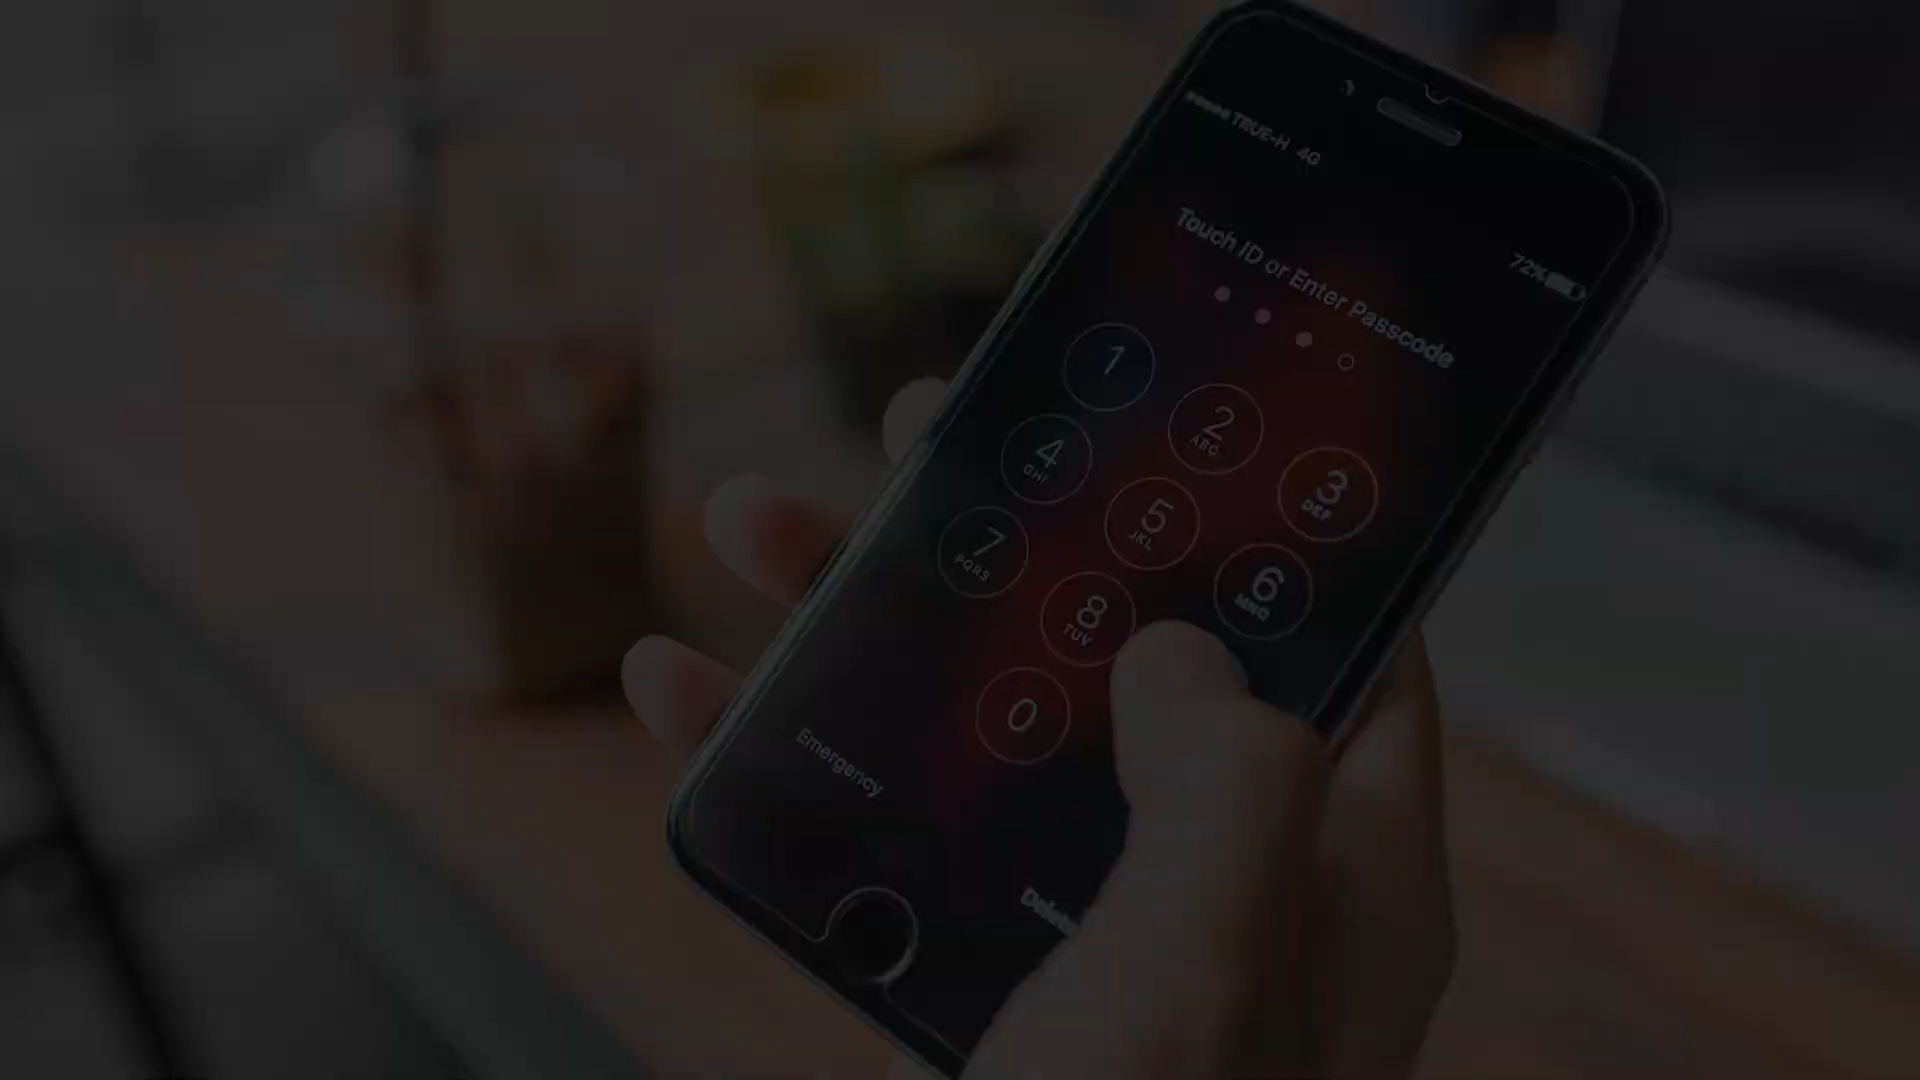 TRUE-H 4G
72%
Touch ID or Enter Passcode
1
2
ABC
3
DEF
4
GHI
5
JKL
6
MNO
7
PQRS
8
TUV
0
Emergency